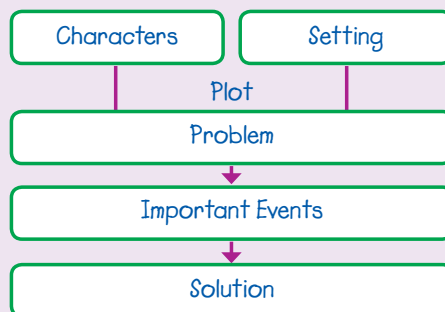 Characters Setting
Plot
Problem
Important Events
Solution